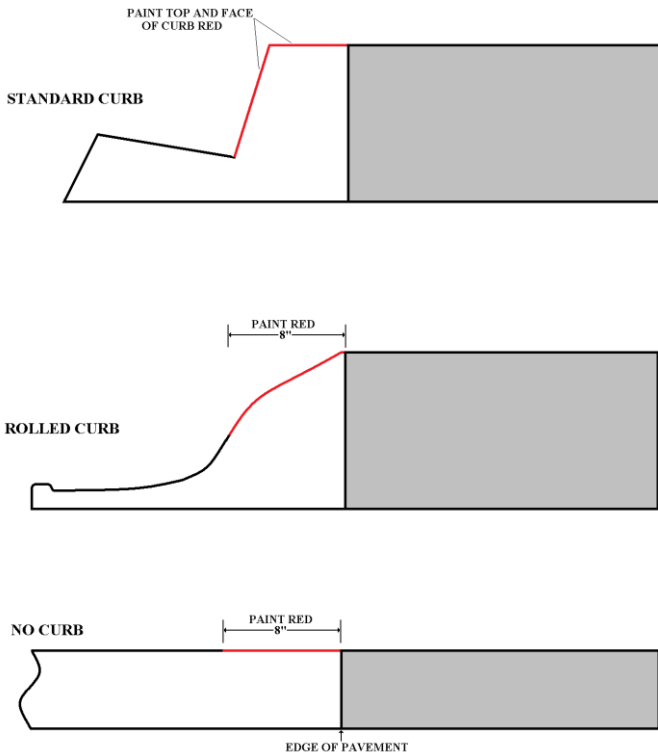 PAINT TOP AND FACE
OF CURB RED
STANDARD CURB
PAINT RED
8"
ROLLED CURB
PAINT RED
8"
NO CURB
EDGE OF PAVEMENT